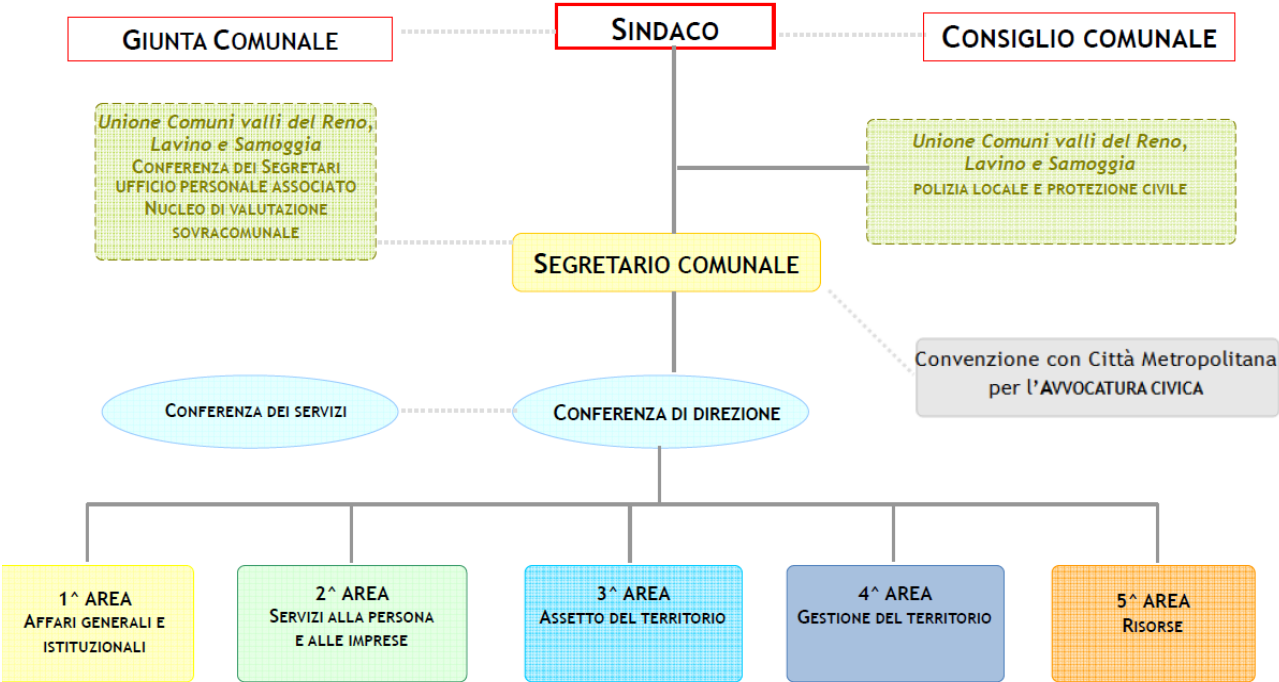 GIUNTA COMUNALE
SINDACO
CONSIGLIO COMUNALE
Unione Comuni valli del Reno,
Lavino e Samoggia
CONFERENZA DEI SEGRETARI
UFFICIO PERSONALE ASSOCIATO
NUCLEO DI VALUTAZIONE
SOVRACOMUNALE
Unione Comuni valli del Reno,
Lavino e Samoggia
POLIZIA LOCALE E PROTEZIONE CIVILE
SEGRETARIO COMUNALE
Convenzione con Città Metropolitana
per l'AVVOCATURA CIVICA
CONFERENZA DEI SERVIZI
CONFERENZA DI DIREZIONE
1^ AREA
AFFARI GENERALI E
ISTITUZIONALI
2^ AREA
SERVIZI ALLA PERSONA
E ALLE IMPRESE
3^ AREA
ASSETTO DEL TERRITORIO
4^ AREA
GESTIONE DEL TERRITORIO
5^ AREA
RISORSE